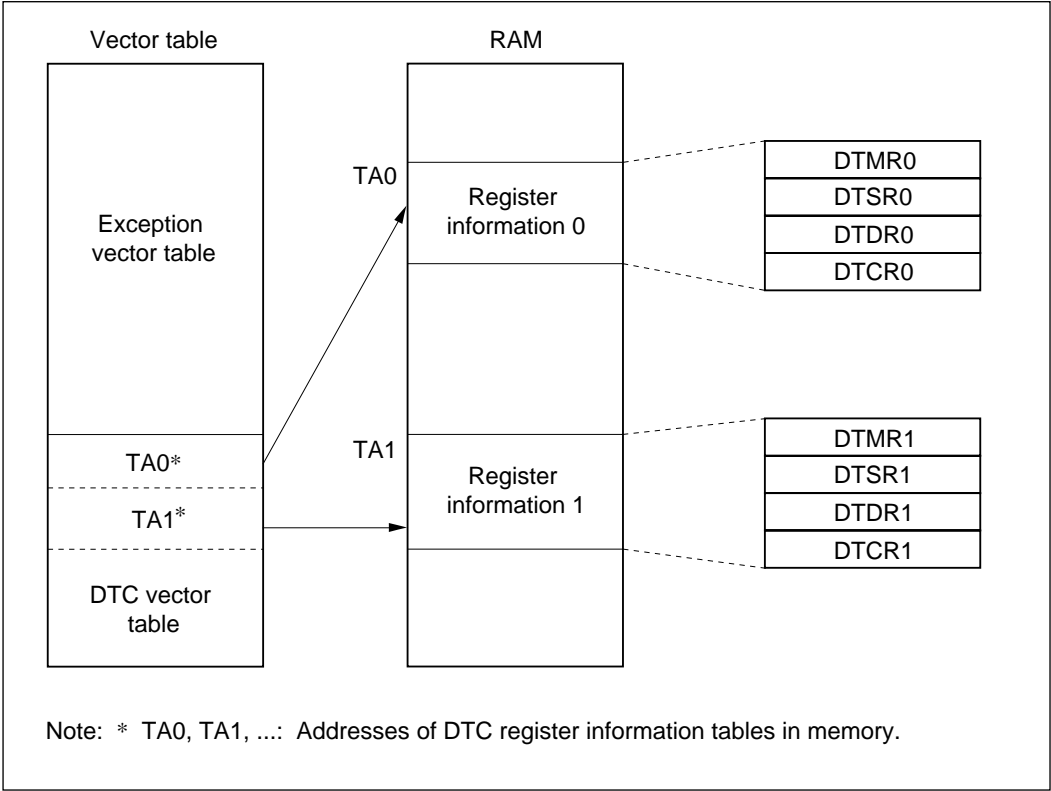 Vector table
RAM
Exception
vector table
TA0*
TA1*
DTC vector
table
TA0
Register
information 0
TA1
Register
information 1
DTMR0
DTSR0
DTDR0
DTCR0
DTMR1
DTSR1
DTDR1
DTCR1
Note: * TA0, TA1, ...: Addresses of DTC register information tables in memory.